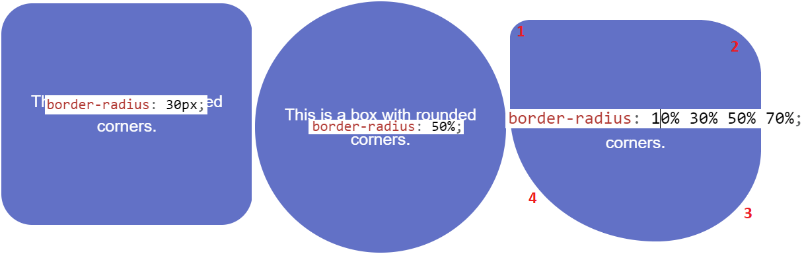 Th
ed
border-radius: 30px;
corners.
This is a box with rounded
border-radius: 50%;
corners.
1
2
border-radius: 10% 30% 50% 70%;
corners.
4
3